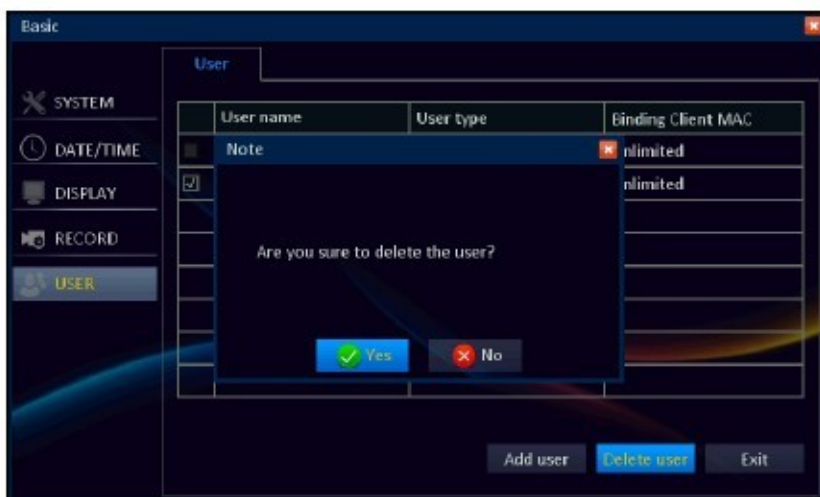 Basic
User
SYSTEM
DATE/TIME
DISPLAY
RECORD
USER
User name User type Binding Client MAC
Note
nlimited
nlimited
Are you sure to delete the user?
Yes No
Add user Delete user Exit